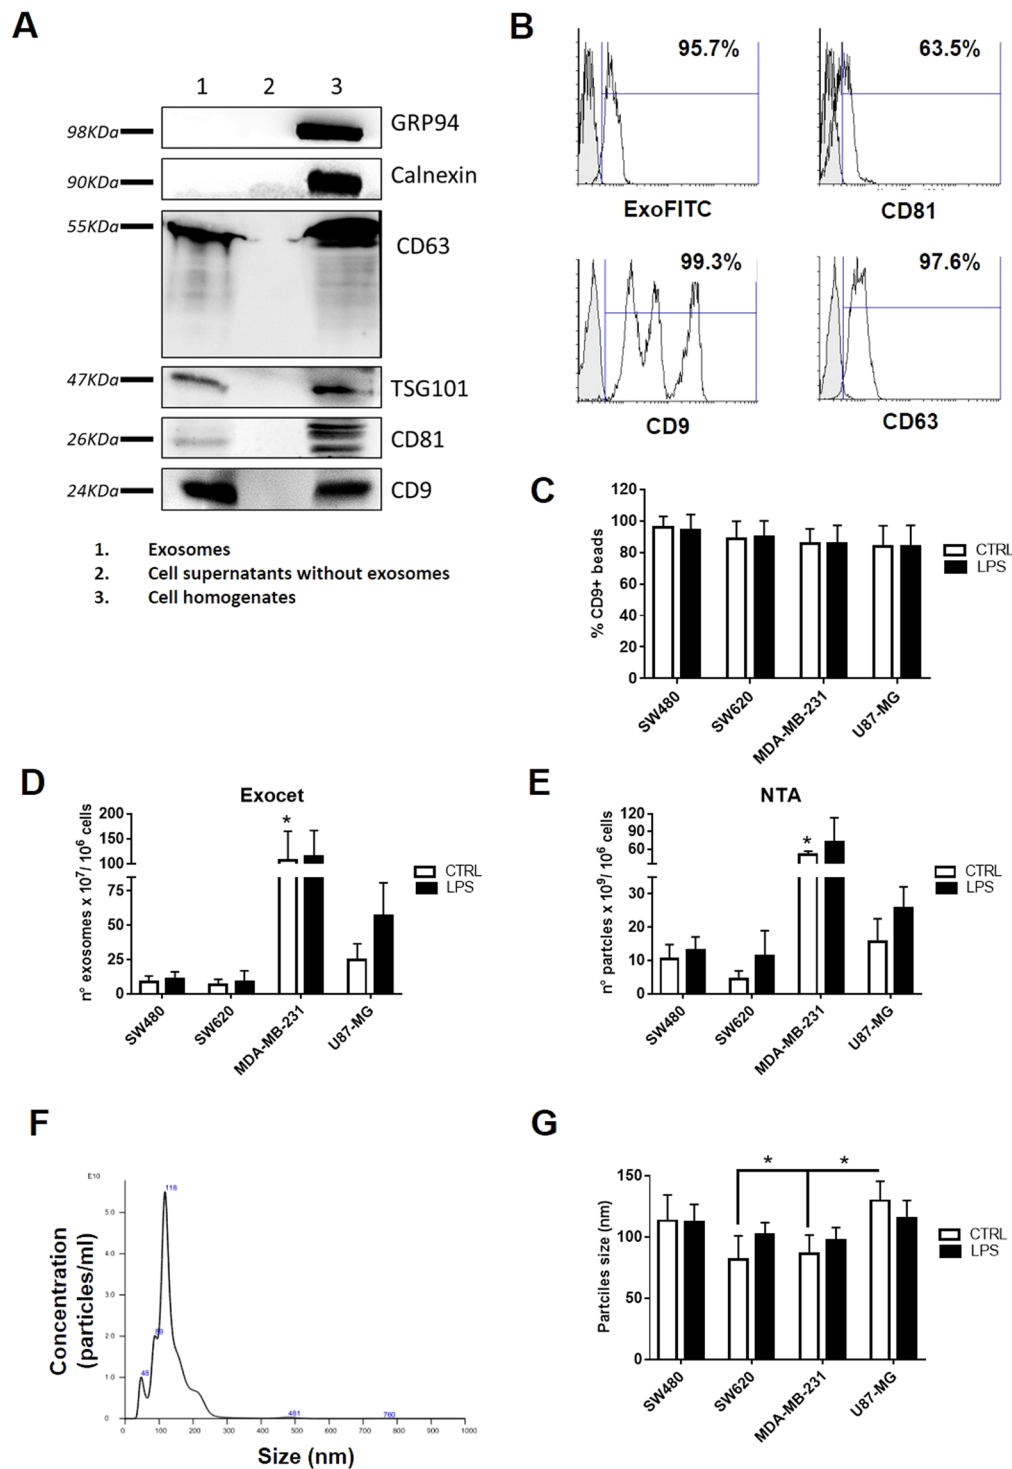 A
1 2 3
98KDa GRP94
90KDa Calnexin
55KDa CD63
47KDa TSG101
26KDa CD81
24KDa CD9
1. Exosomes
2. Cell supernatants without exosomes
3. Cell homogenates
B
95.7%
ExoFITC
63.5%
CD81
99.3%
CD9
97.6%
CD63
C
% CD9+ beads
120
100
80
60
40
20
0
SW480
SW620
MDA-MB-231
U87-MG
CTRL
LPS
D
Exocet
n° exosomes x 10⁷/ 10⁶ cells
200
150
100
75
50
25
0
*
SW480
SW620
MDA-MB-231
U87-MG
CTRL
LPS
E
NTA
n° partcles x 10⁹/ 10⁶ cells
120
90
60
30
20
10
0
*
SW480
SW620
MDA-MB-231
U87-MG
CTRL
LPS
F
Concentration
(particles/ml)
E10
5.0
4.0
3.0
2.0
1.0
0
118
89
48
481
760
0 100 200 300 400 500 600 700 800 900 1000
Size (nm)
G
Partciles size (nm)
150
100
50
0
* *
SW480
SW620
MDA-MB-231
U87-MG
CTRL
LPS